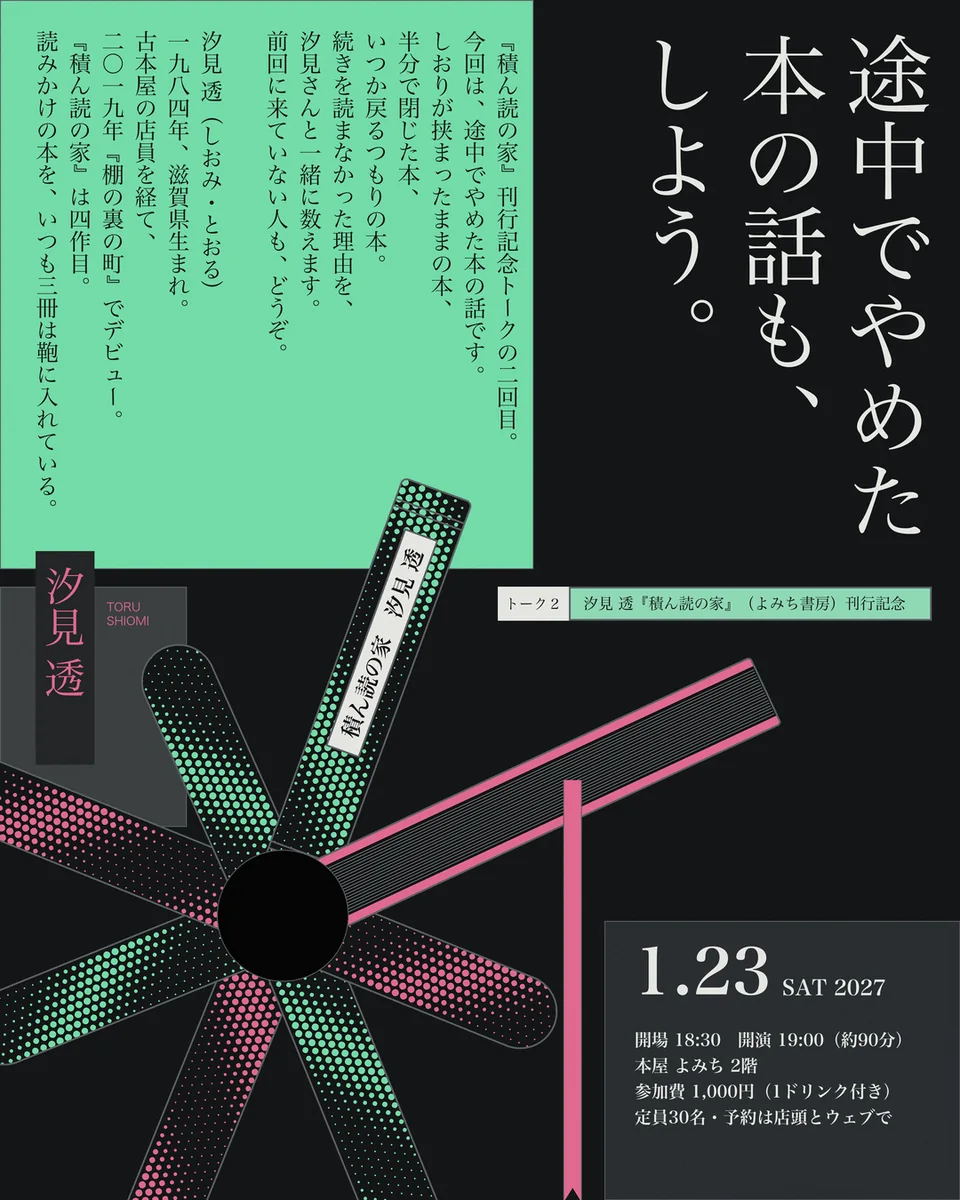 途中でやめた
本の話も、
しよう。
『積ん読の家』刊行記念トークの二回目。
今回は、途中でやめた本の話です。
しおりが挟まったままの本、
半分で閉じた本、
いつか戻るつもりの本。
続きを読まなかった理由を、
汐見さんと一緒に数えます。
前回に来ていない人も、どうぞ。
汐見 透（しおみ・とおる）
一九八四年、滋賀県生まれ。
古本屋の店員を経て、
二〇一九年『棚の裏の町』でデビュー。
『積ん読の家』は四作目。
読みかけの本を、いつも三冊は鞄に入れている。
トーク2
汐見 透『積ん読の家』（よみち書房）刊行記念
汐見 透
TORU
SHIOMI
積ん読の家 汐見 透
1.23 SAT 2027
開場 18:30 開演 19:00（約90分）
本屋 よみち 2階
参加費 1,000円（1ドリンク付き）
定員30名・予約は店頭とウェブで